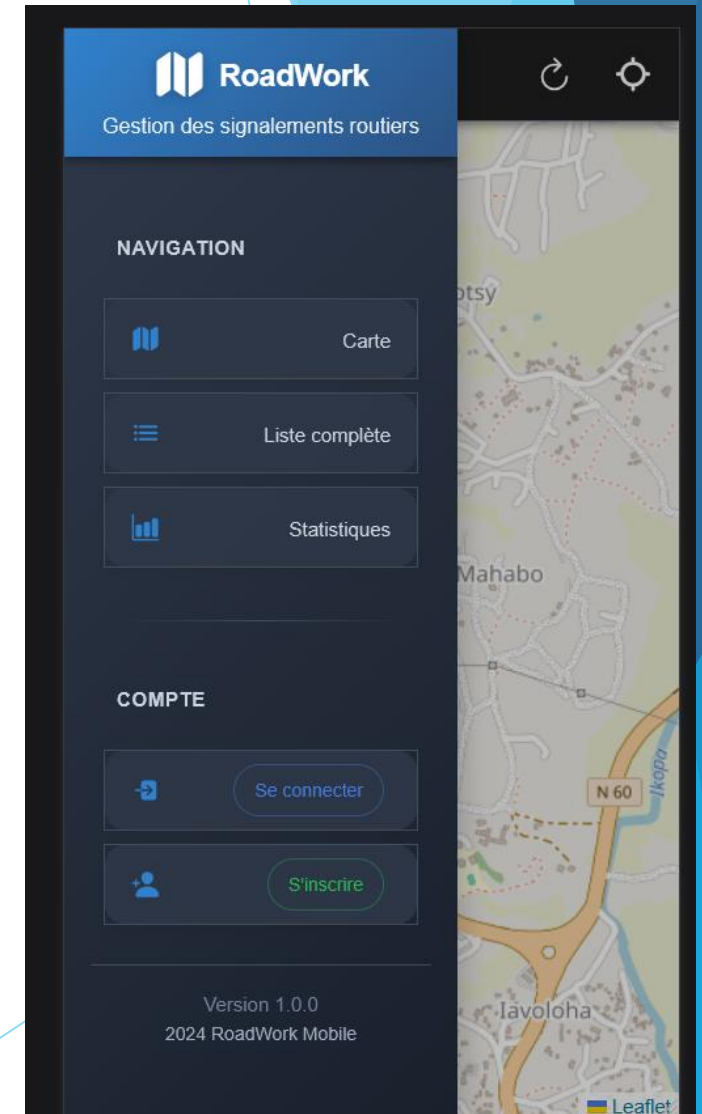 RoadWork
Gestion des signalements routiers
NAVIGATION
Carte
Liste complète
Statistiques
COMPTE
Se connecter
S'inscrire
Version 1.0.0
2024 RoadWork Mobile
otsy
Mahabo
N 60
Ikopa
Iavoloha
Leaflet